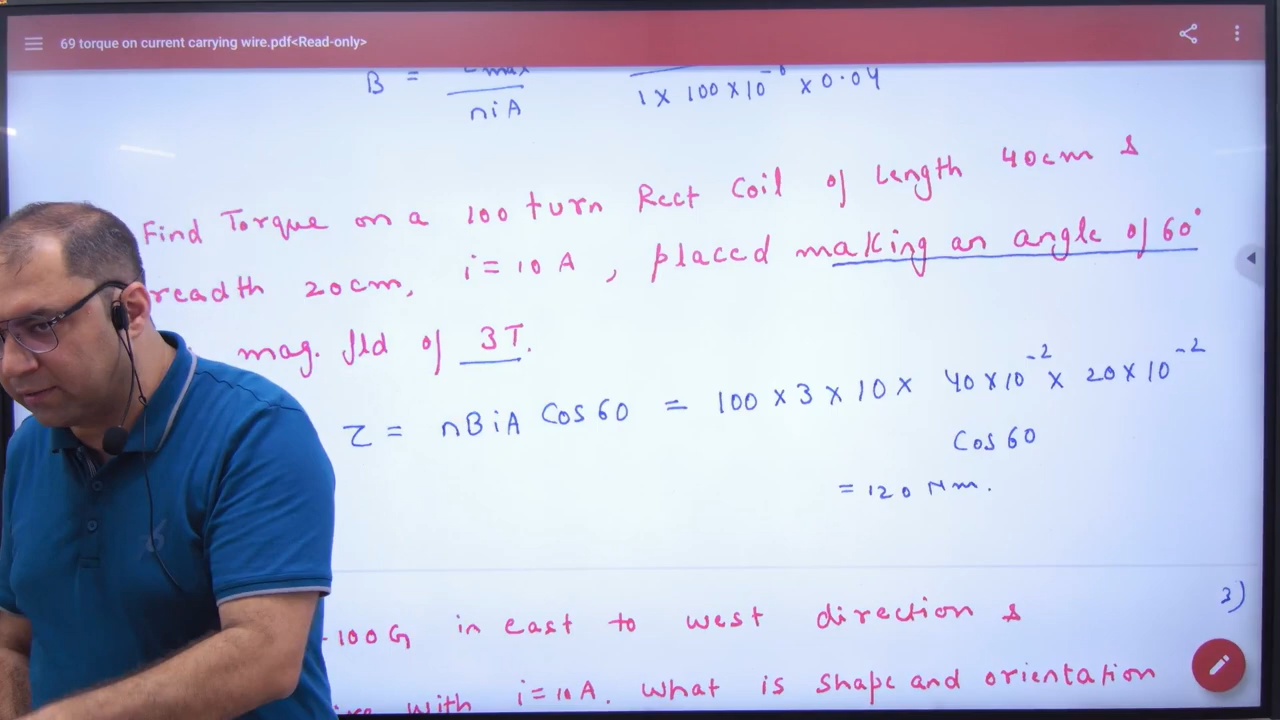 69 torque on current carrying wire.pdf<Read-only>
B =
niA
1 x 100 x 10 x 0.04
Find Torque on a 100 turn Rect Coil of Length 40cm &
readth 20cm, i = 10 A , placed making an angle of 60°
mag. fld of 3T.
τ = nBiA Cos 60 = 100 x 3 x 10 x 40 x 10⁻² x 20 x 10⁻²
Cos 60
= 120 Nm.
3)
100 G in east to west direction &
with i = 10 A. What is shape and orientation